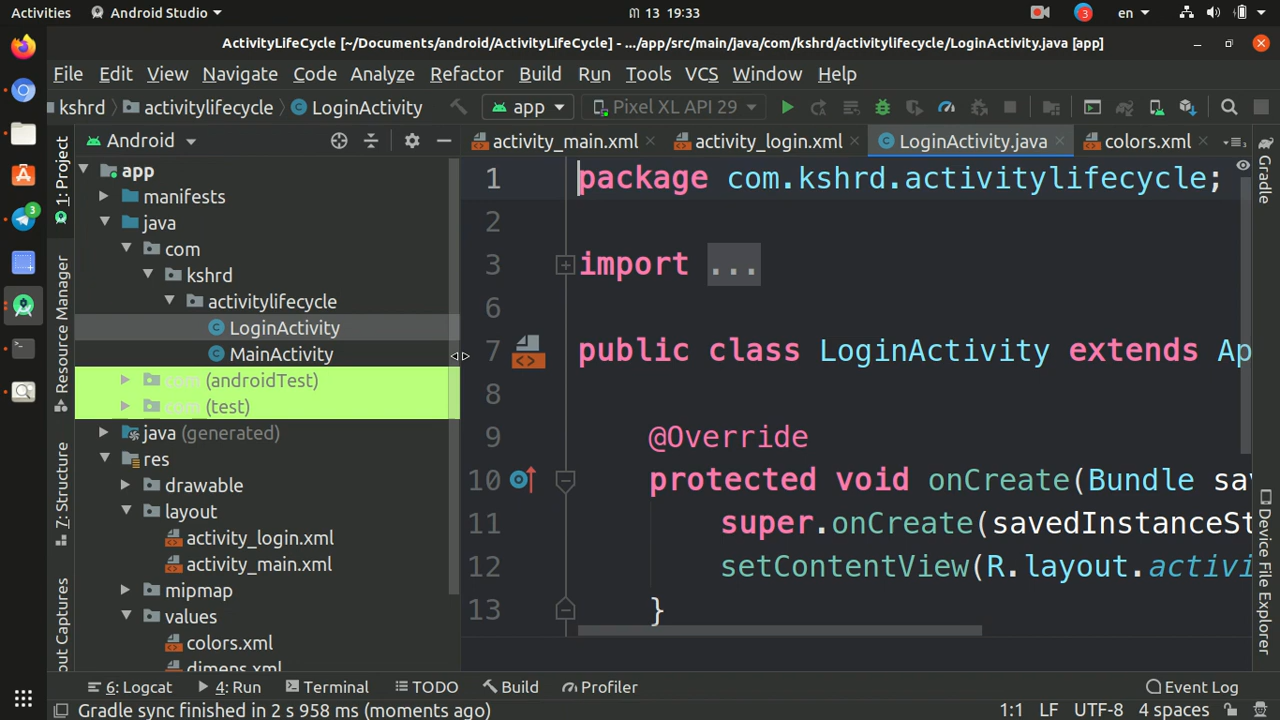 Activities Android Studio ៣ 13 19:33 3 en
ActivityLifeCycle [~/Documents/android/ActivityLifeCycle] - .../app/src/main/java/com/kshrd/activitylifecycle/LoginActivity.java [app]
File Edit View Navigate Code Analyze Refactor Build Run Tools VCS Window Help
kshrd activitylifecycle LoginActivity app Pixel XL API 29
Android activity_main.xml activity_login.xml LoginActivity.java colors.xml
1: Project
Resource Manager
7: Structure
out Captures
app
manifests
java
com
kshrd
activitylifecycle
LoginActivity
MainActivity
com (androidTest)
com (test)
java (generated)
res
drawable
layout
activity_login.xml
activity_main.xml
mipmap
values
colors.xml
dimens.xml
1 package com.kshrd.activitylifecycle;
2
3 import ...
6
7 public class LoginActivity extends Ap
8
9 @Override
10 protected void onCreate(Bundle sav
11 super.onCreate(savedInstanceSt
12 setContentView(R.layout.activi
13 }
Gradle
Device File Explorer
3
6: Logcat 4: Run Terminal TODO Build Profiler Event Log
Gradle sync finished in 2 s 958 ms (moments ago) 1:1 LF UTF-8 4 spaces